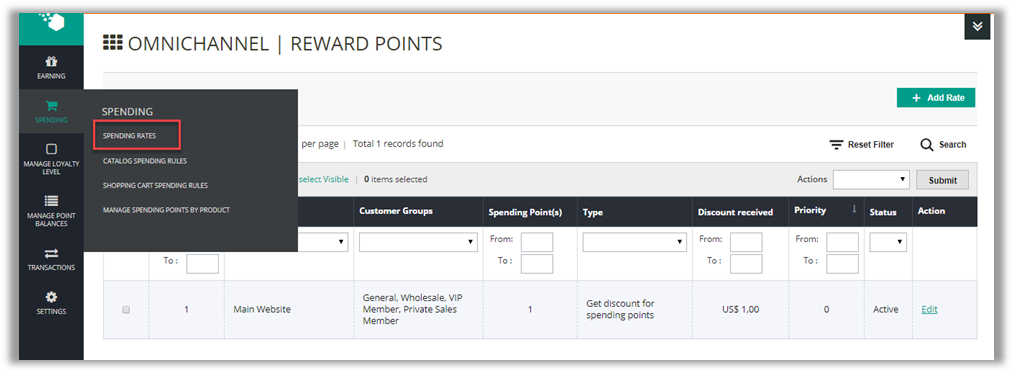 OMNICHANNEL | REWARD POINTS
EARNING
SPENDING
MANAGE LOYALTY
LEVEL
MANAGE POINT
BALANCES
TRANSACTIONS
SETTINGS
SPENDING
SPENDING RATES
CATALOG SPENDING RULES
SHOPPING CART SPENDING RULES
MANAGE SPENDING POINTS BY PRODUCT
+ Add Rate
per page | Total 1 records found
Reset Filter Search
select Visible | 0 items selected
Actions Submit
Customer Groups Spending Point(s) Type Discount received Priority ↓ Status Action
From: From: From:
To : To : To : To :
1 Main Website General, Wholesale, VIP
Member, Private Sales
Member 1 Get discount for
spending points US$ 1.00 0 Active Edit